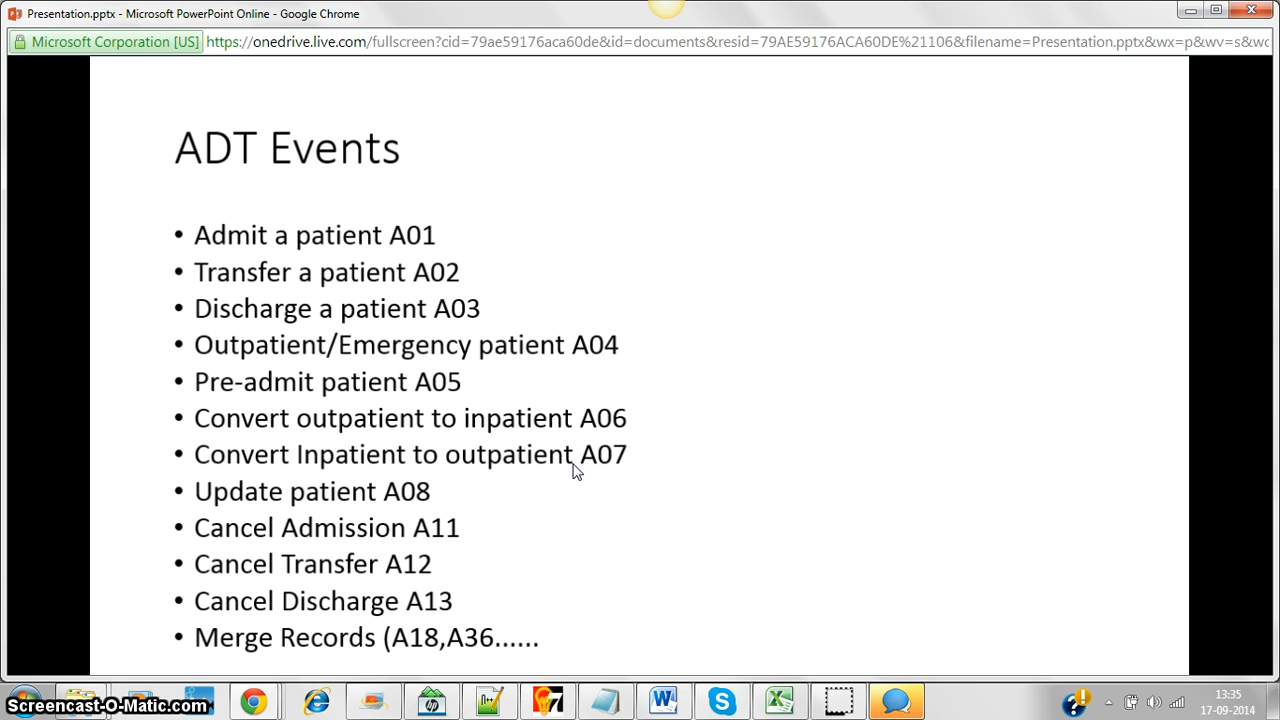 Presentation.pptx - Microsoft PowerPoint Online - Google Chrome
Microsoft Corporation [US] https://onedrive.live.com/fullscreen?cid=79ae59176aca60de&id=documents&resid=79AE59176ACA60DE%21106&filename=Presentation.pptx&wx=p&wv=s&wc
ADT Events
• Admit a patient A01
• Transfer a patient A02
• Discharge a patient A03
• Outpatient/Emergency patient A04
• Pre-admit patient A05
• Convert outpatient to inpatient A06
• Convert Inpatient to outpatient A07
• Update patient A08
• Cancel Admission A11
• Cancel Transfer A12
• Cancel Discharge A13
• Merge Records (A18,A36......
Screencast-O-Matic.com
13:35
17-09-2014